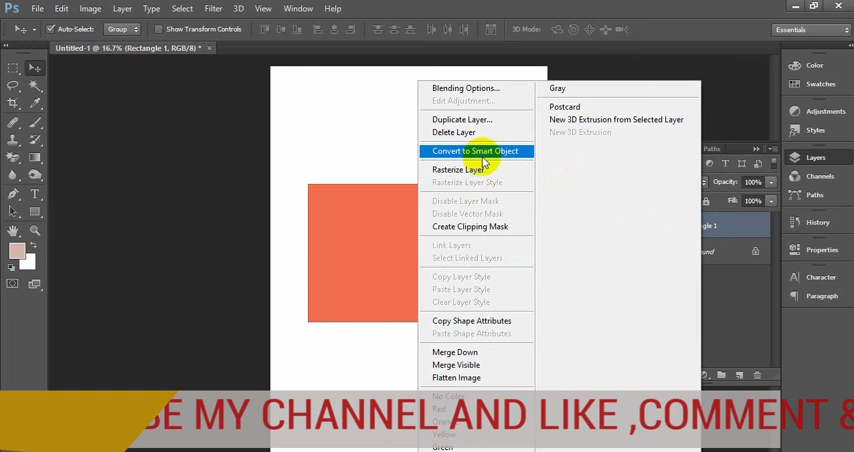 Ps File Edit Image Layer Type Select Filter 3D View Window Help
Auto-Select: Group Show Transform Controls 3D Mode: Essentials
Untitled-1 @ 16.7% (Rectangle 1, RGB/8) * ×
Blending Options...
Edit Adjustment...
Duplicate Layer...
Delete Layer
Convert to Smart Object
Rasterize Layer
Rasterize Layer Style
Disable Layer Mask
Disable Vector Mask
Create Clipping Mask
Link Layers
Select Linked Layers
Copy Layer Style
Paste Layer Style
Clear Layer Style
Copy Shape Attributes
Paste Shape Attributes
Merge Down
Merge Visible
Flatten Image
No Color
Red
Yellow
Green
Gray
Postcard
New 3D Extrusion from Selected Layer
New 3D Extrusion
Paths
Opacity: 100%
Fill: 100%
gle 1
ound
Color
Swatches
Adjustments
Styles
Layers
Channels
Paths
History
Properties
Character
Paragraph
BE MY CHANNEL AND LIKE ,COMMENT &